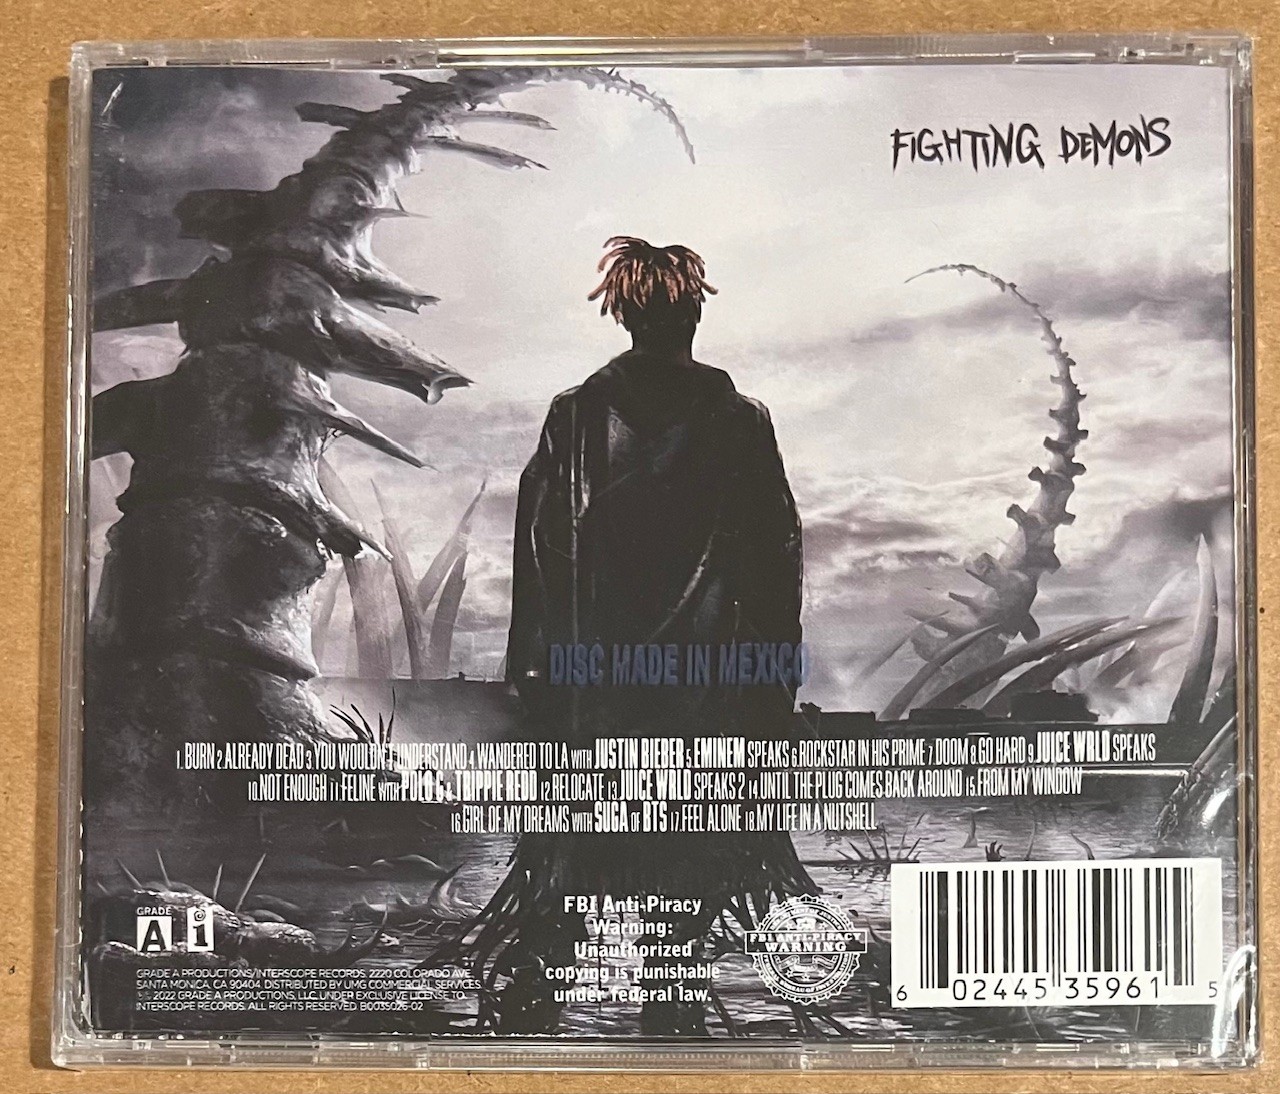 FIGHTING DEMONS
DISC MADE IN MEXICO
1. BURN 2. ALREADY DEAD 3. YOU WOULDN'T UNDERSTAND 4. WANDERED TO LA WITH JUSTIN BIEBER 5. EMINEM SPEAKS 6. ROCKSTAR IN HIS PRIME 7. DOOM 8. GO HARD 9. JUICE WRLD SPEAKS
10. NOT ENOUGH 11. FELINE WITH POLO G & TRIPPIE REDD 12. RELOCATE 13. JUICE WRLD SPEAKS 2 14. UNTIL THE PLUG COMES BACK AROUND 15. FROM MY WINDOW
16. GIRL OF MY DREAMS WITH SUGA OF BTS 17. FEEL ALONE 18. MY LIFE IN A NUTSHELL
GRADE
A
i
GRADE A PRODUCTIONS/INTERSCOPE RECORDS. 2220 COLORADO AVE.
SANTA MONICA, CA 90404. DISTRIBUTED BY UMG COMMERCIAL SERVICES.
2022 GRADE A PRODUCTIONS, LLC. UNDER EXCLUSIVE LICENSE TO
INTERSCOPE RECORDS. ALL RIGHTS RESERVED. B0035026-02
FBI Anti-Piracy
Warning:
Unauthorized
copying is punishable
under federal law.
FBI ANTI-PIRACY
WARNING
6 02445 35961 5